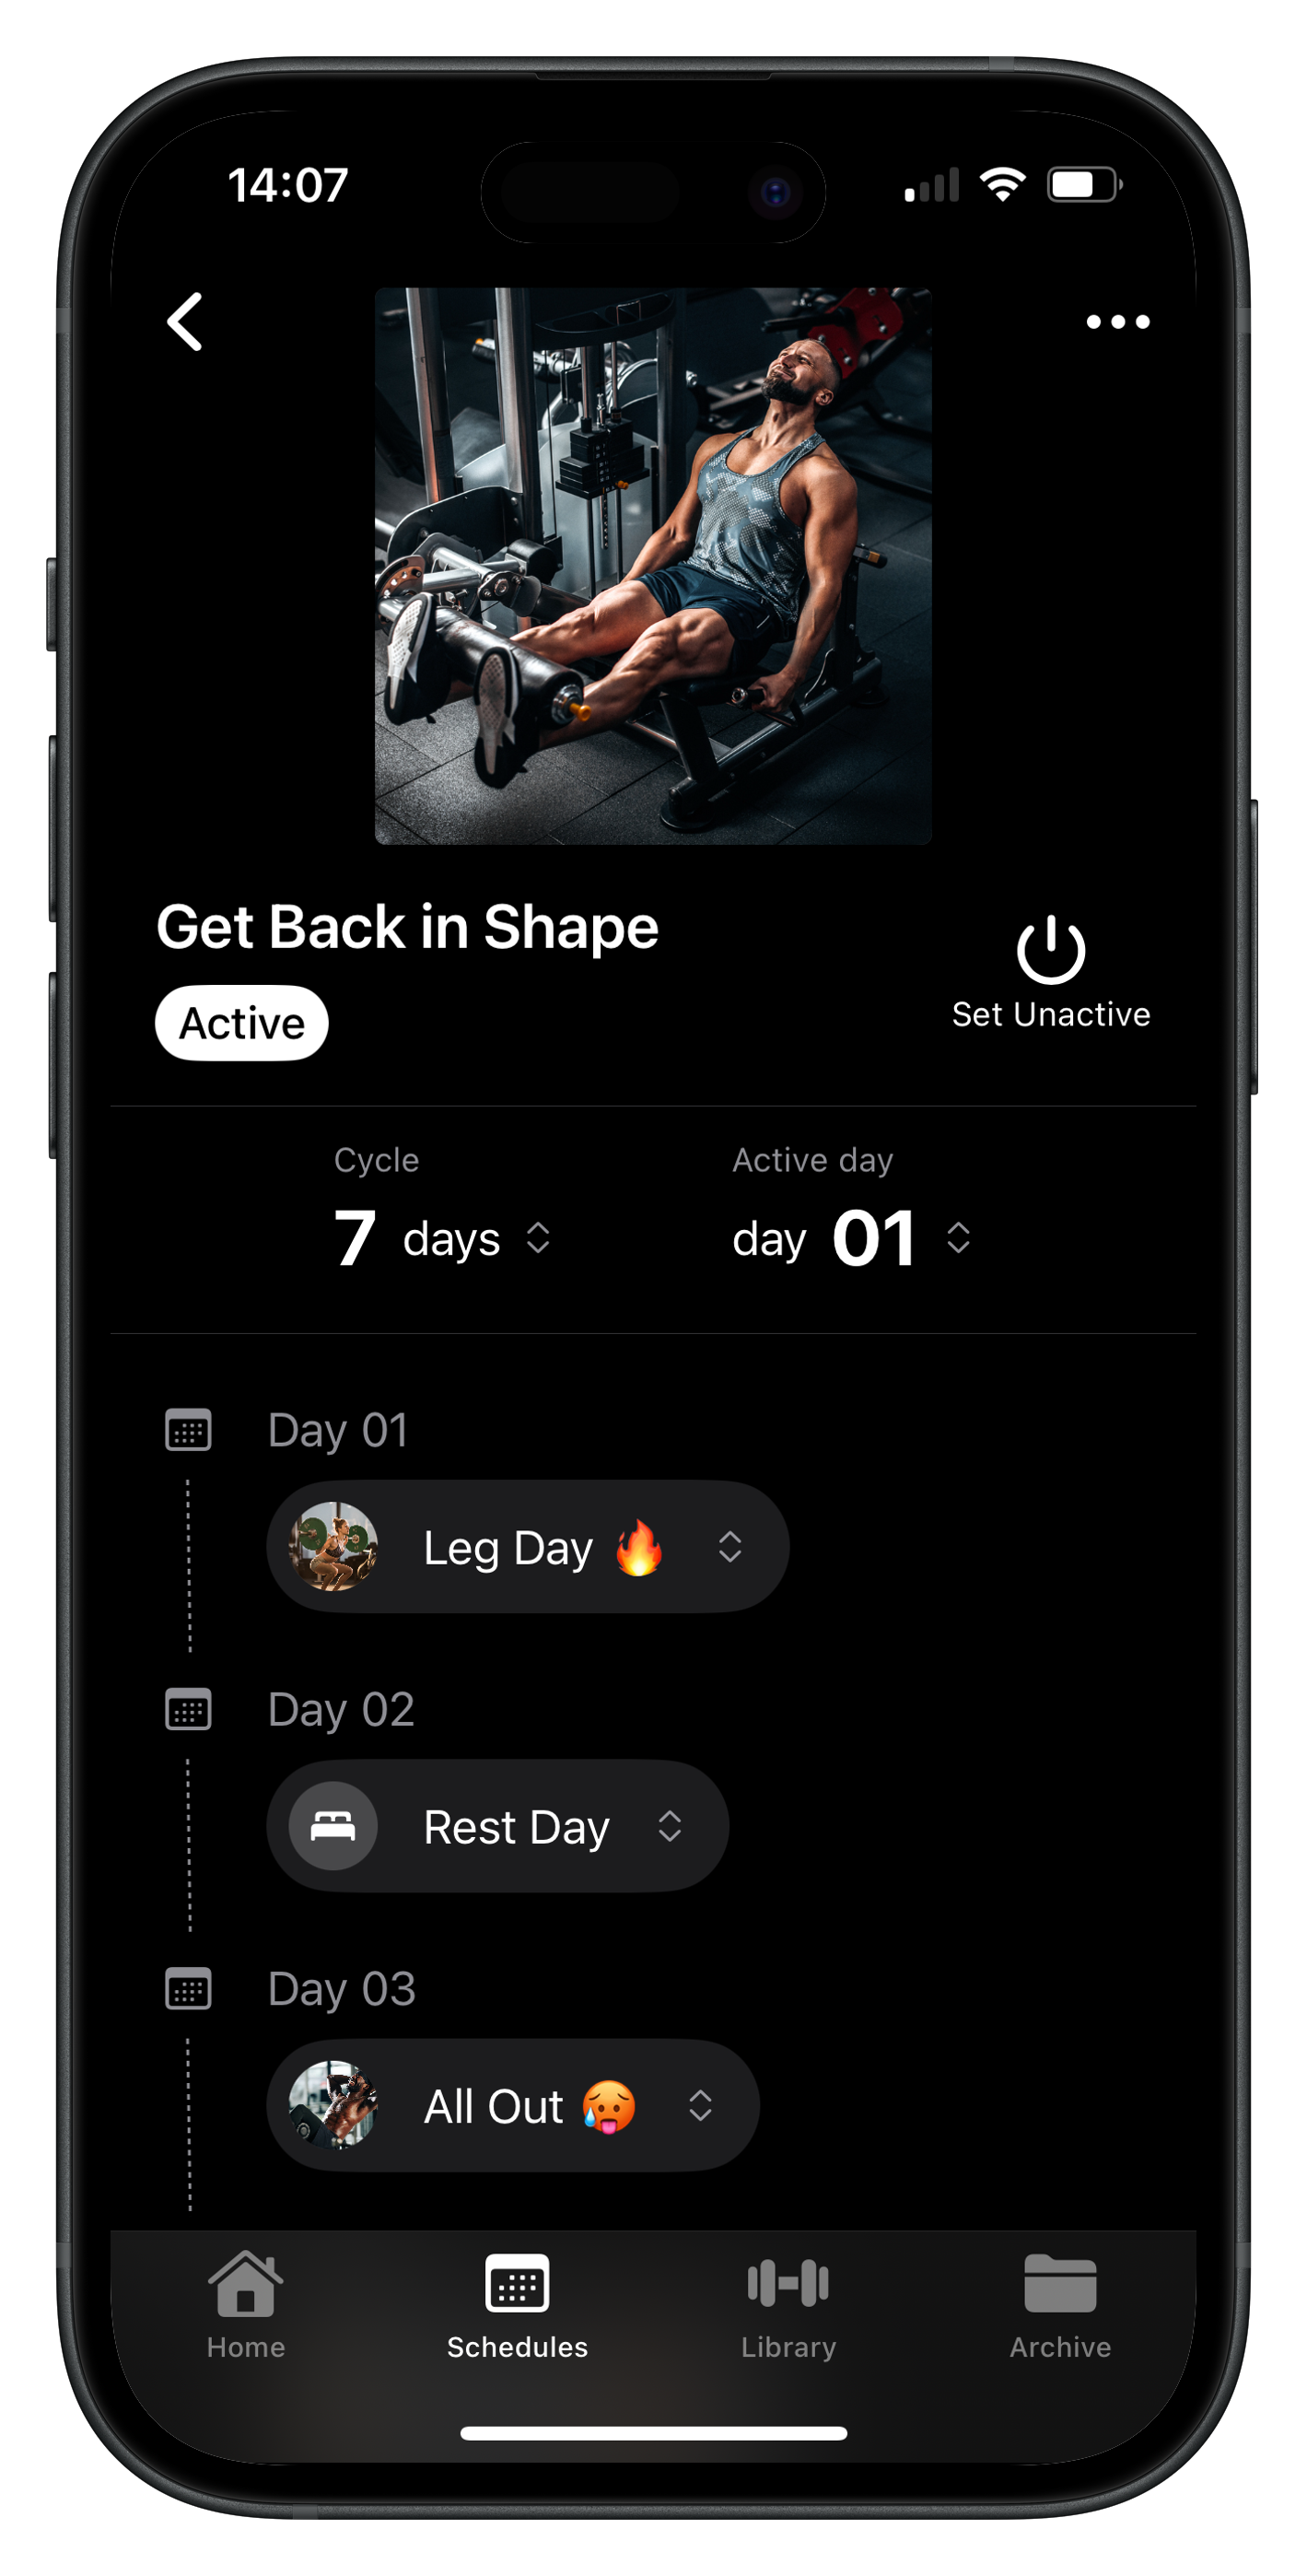 14:07
Get Back in Shape
Active
Set Unactive
Cycle
Active day
7 days
day 01
Day 01
Leg Day 🔥
Day 02
Rest Day
Day 03
All Out 🥵
Home
Schedules
Library
Archive